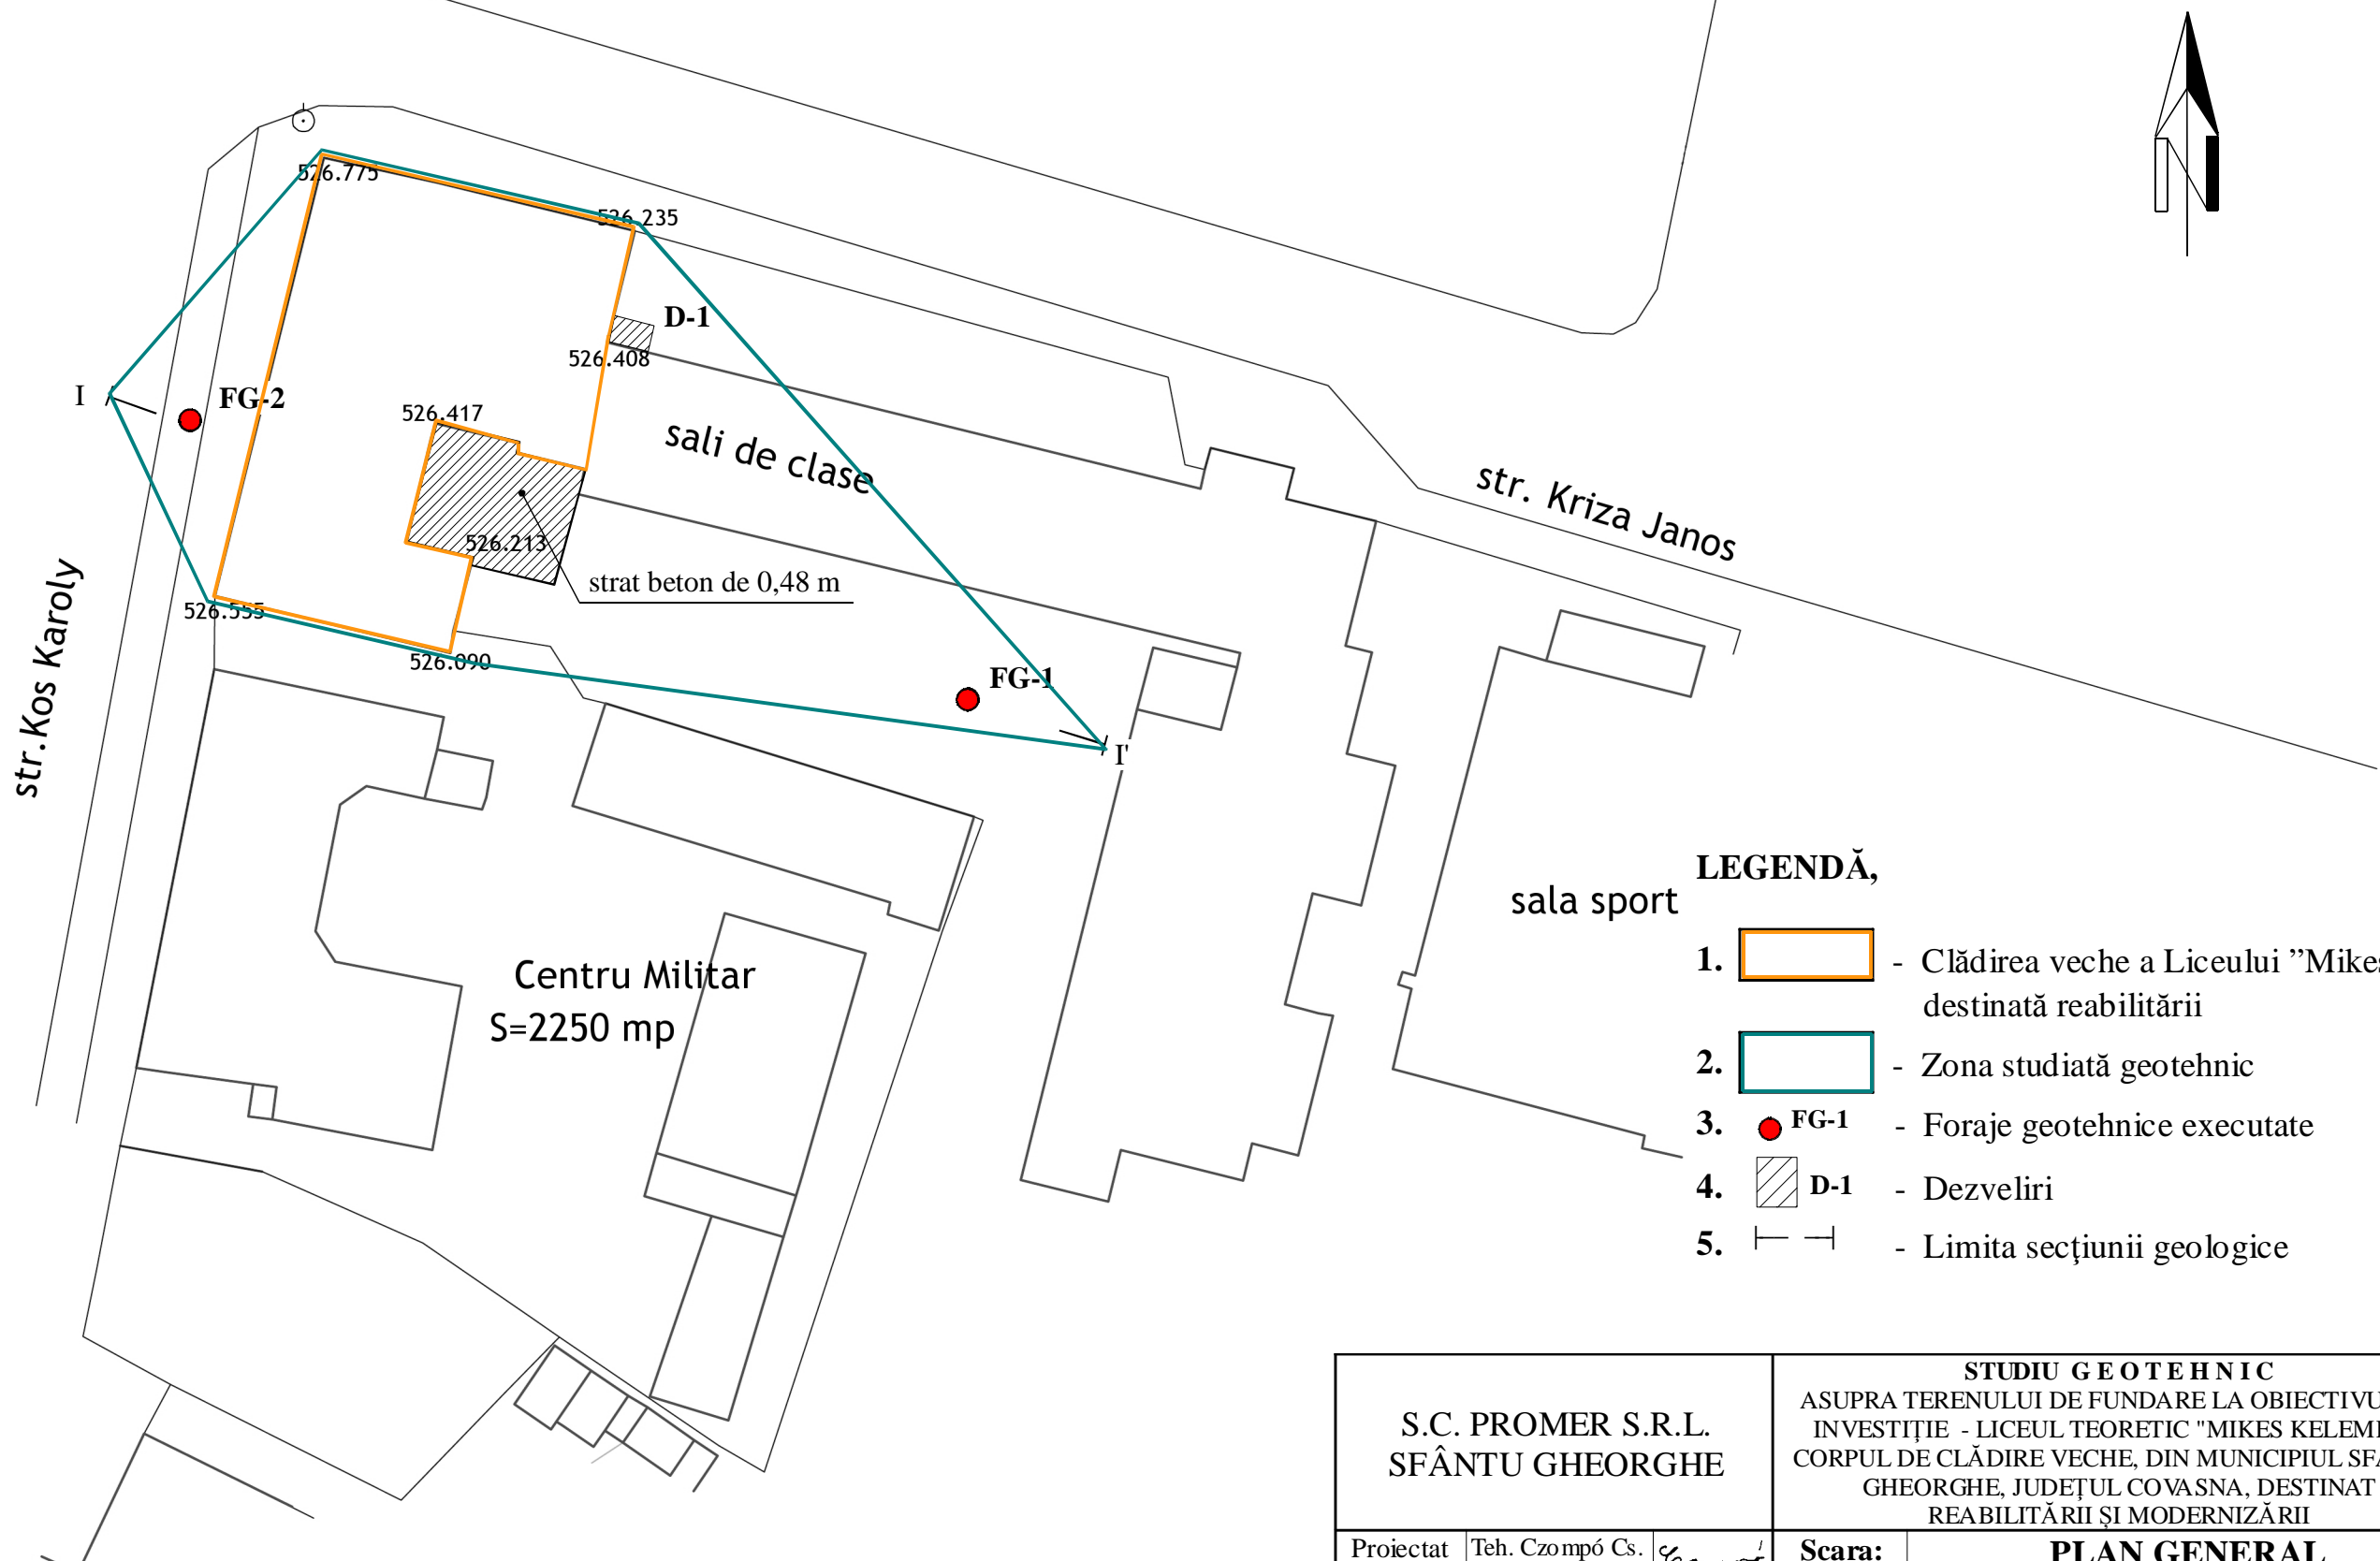 526.775
526.235
D-1
526.408
I
FG-2
526.417
sali de clase
str. Kriza Janos
526.213
strat beton de 0,48 m
str.Kos Karoly
526.555
526.090
FG-1
I'
LEGENDĂ,
sala sport
1. - Clădirea veche a Liceului ”Mikes
destinată reabilitării
Centru Militar
S=2250 mp
2. - Zona studiată geotehnic
3. FG-1 - Foraje geotehnice executate
4. D-1 - Dezveliri
5. - Limita secţiunii geologice
S.C. PROMER S.R.L.
SFÂNTU GHEORGHE
STUDIU GEOTEHNIC
ASUPRA TERENULUI DE FUNDARE LA OBIECTIVU
INVESTIŢIE - LICEUL TEORETIC "MIKES KELEM
CORPUL DE CLĂDIRE VECHE, DIN MUNICIPIUL SF
GHEORGHE, JUDEŢUL COVASNA, DESTINAT
REABILITĂRII ŞI MODERNIZĂRII
Proiectat Teh. Czompó Cs. Scara: PLAN GENERAL